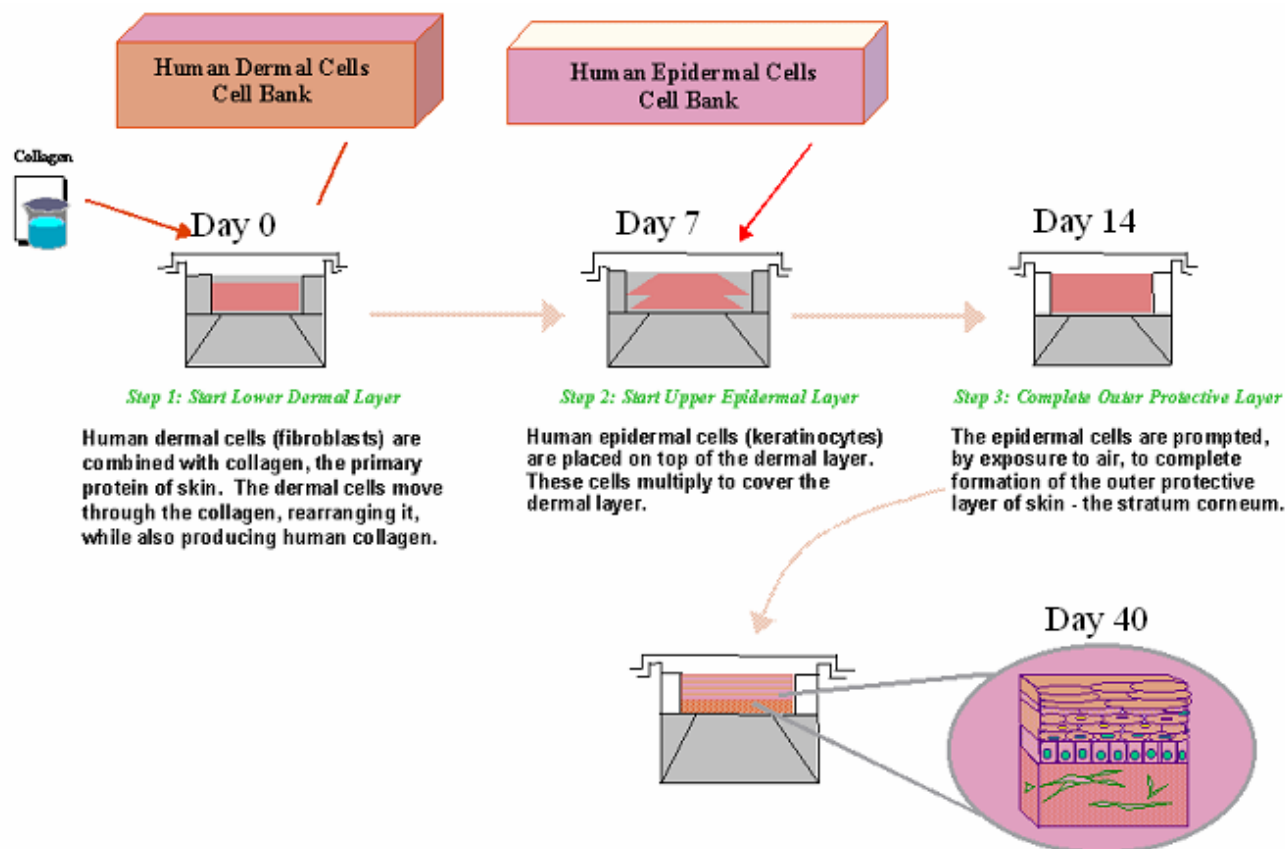 Human Dermal Cells
Cell Bank
Human Epidermal Cells
Cell Bank
Collagen
Day 0
Day 7
Day 14
Step 1: Start Lower Dermal Layer
Human dermal cells (fibroblasts) are
combined with collagen, the primary
protein of skin. The dermal cells move
through the collagen, rearranging it,
while also producing human collagen.
Step 2: Start Upper Epidermal Layer
Human epidermal cells (keratinocytes)
are placed on top of the dermal layer.
These cells multiply to cover the
dermal layer.
Step 3: Complete Outer Protective Layer
The epidermal cells are prompted,
by exposure to air, to complete
formation of the outer protective
layer of skin - the stratum corneum.
Day 40